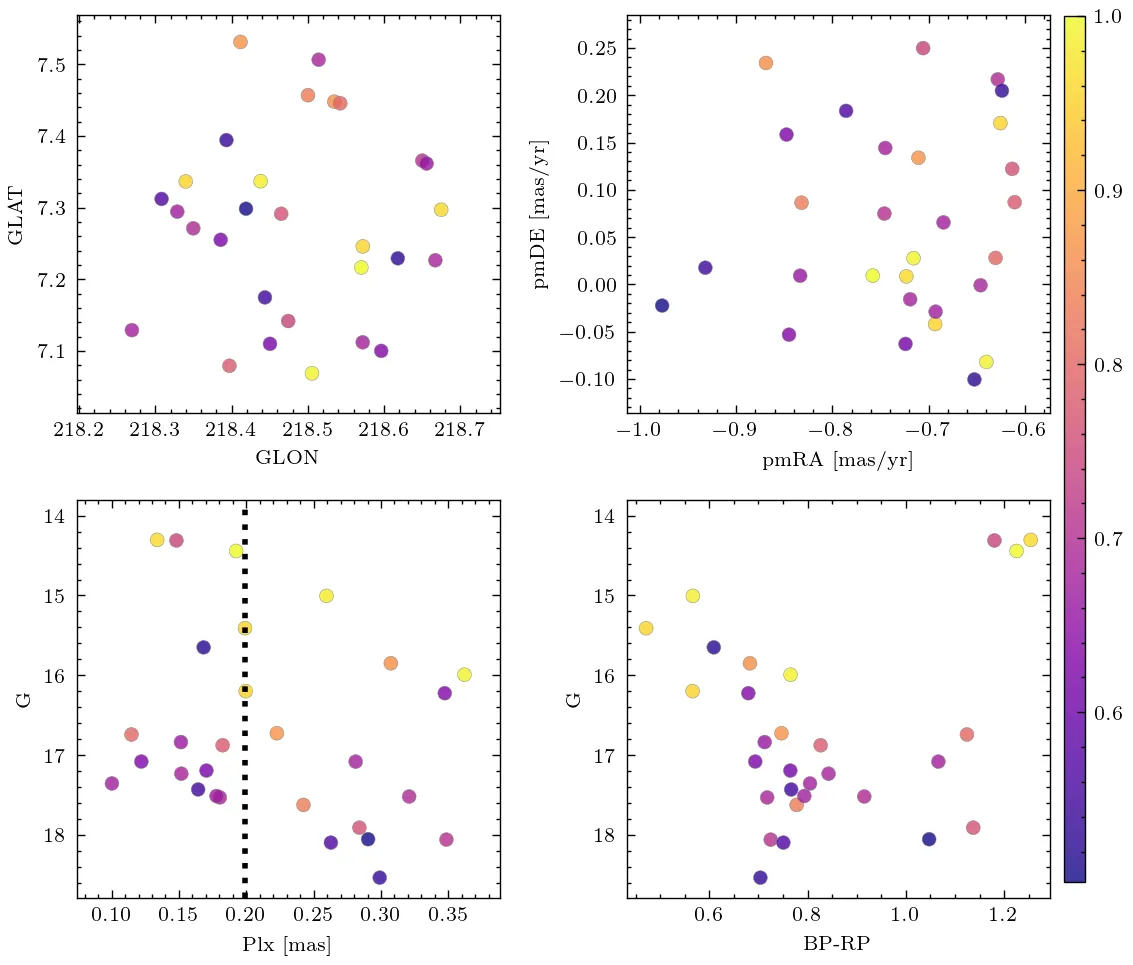 7.5
7.4
7.3
7.2
7.1
GLAT
218.2 218.3 218.4 218.5 218.6 218.7
GLON
0.25
0.20
0.15
0.10
0.05
0.00
−0.05
−0.10
pmDE [mas/yr]
−1.0 −0.9 −0.8 −0.7 −0.6
pmRA [mas/yr]
1.0
0.9
0.8
0.7
0.6
14
15
16
17
18
G
0.10 0.15 0.20 0.25 0.30 0.35
Plx [mas]
14
15
16
17
18
G
0.6 0.8 1.0 1.2
BP-RP